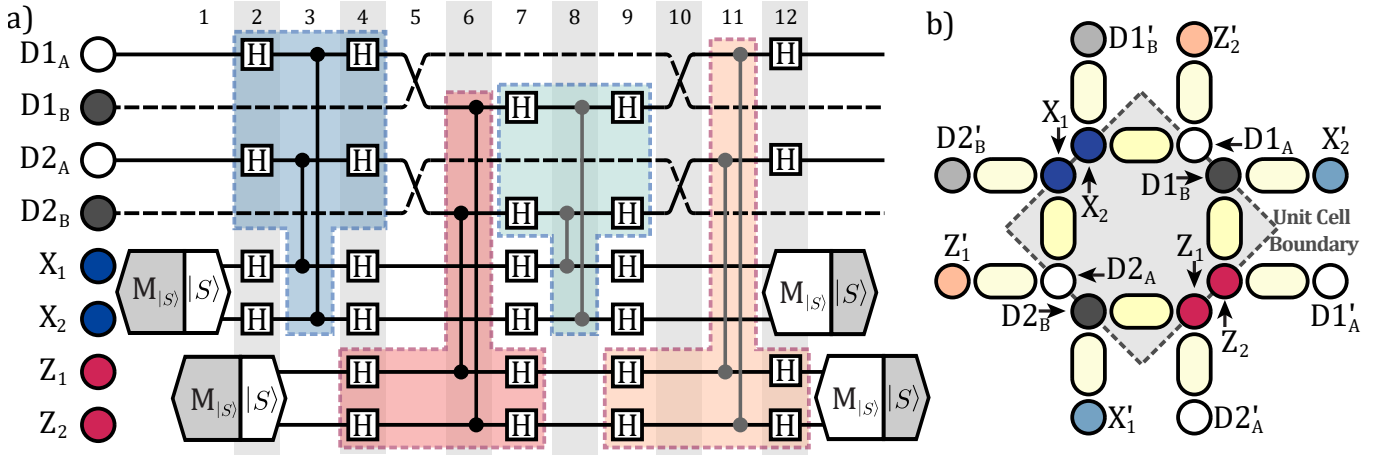 a)
1 2 3 4 5 6 7 8 9 10 11 12
D1A H H H
D1B H H
D2A H H H
D2B H H
X1 M|S⟩ |S⟩ H H H H |S⟩ M|S⟩
X2 H H H H
Z1 M|S⟩ |S⟩ H H H H |S⟩ M|S⟩
Z2 H H H H
b)
D1'B Z'2
X1
D2'B D1A X'2
D1B
X2
Unit Cell
Boundary
Z'1 Z1
D2A
D2B D1'A
Z2
X'1 D2'A